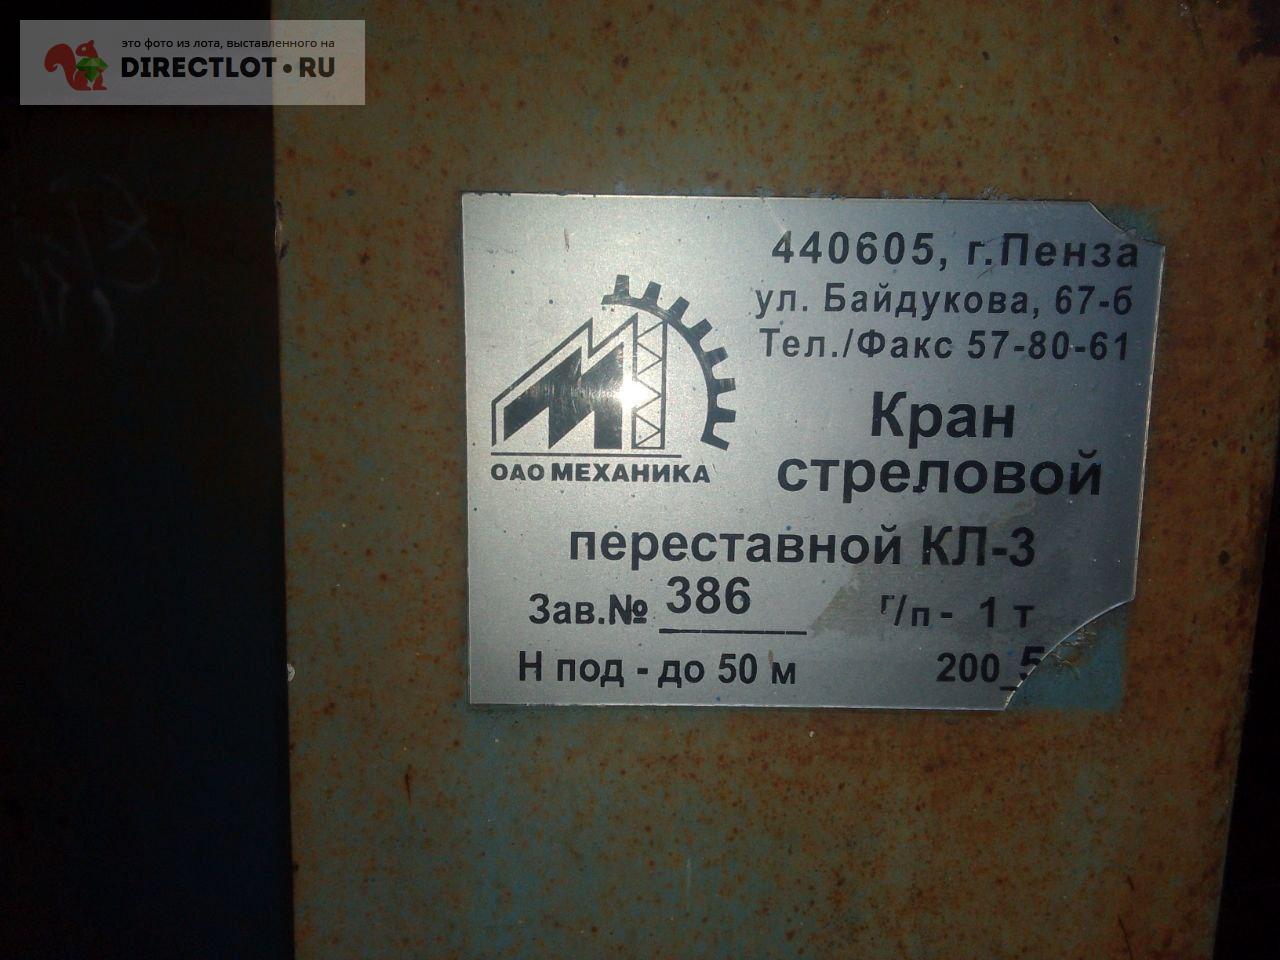 это фото из лота, выставленного на
DIRECTLOT.RU
440605, г.Пенза
ул. Байдукова, 67-б
Тел./Факс 57-80-61
ОАО МЕХАНИКА
Кран
стреловой
переставной КЛ-3
Зав.№ 386 г/п - 1 т
Н под - до 50 м 200_5